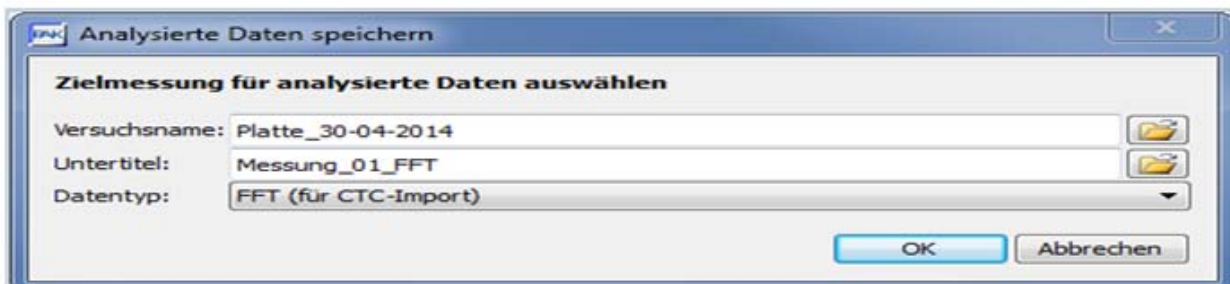 PAK Analysierte Daten speichern
Zielmessung für analysierte Daten auswählen
Versuchsname: Platte_30-04-2014
Untertitel: Messung_01_FFT
Datentyp: FFT (für CTC-Import)
OK Abbrechen